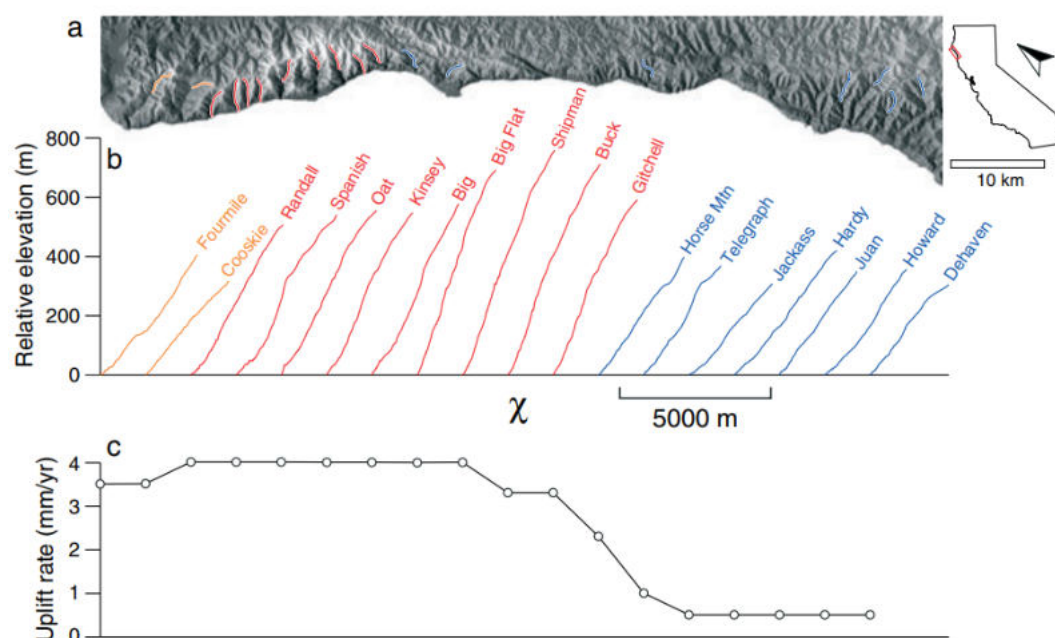 a
10 km
b
Relative elevation (m)
800
600
400
200
0
Fourmile
Cooskie
Randall
Spanish
Oat
Kinsey
Big
Big Flat
Shipman
Buck
Gitchell
Horse Mtn
Telegraph
Jackass
Hardy
Juan
Howard
Dehaven
χ
5000 m
c
Uplift rate (mm/yr)
4
3
2
1
0